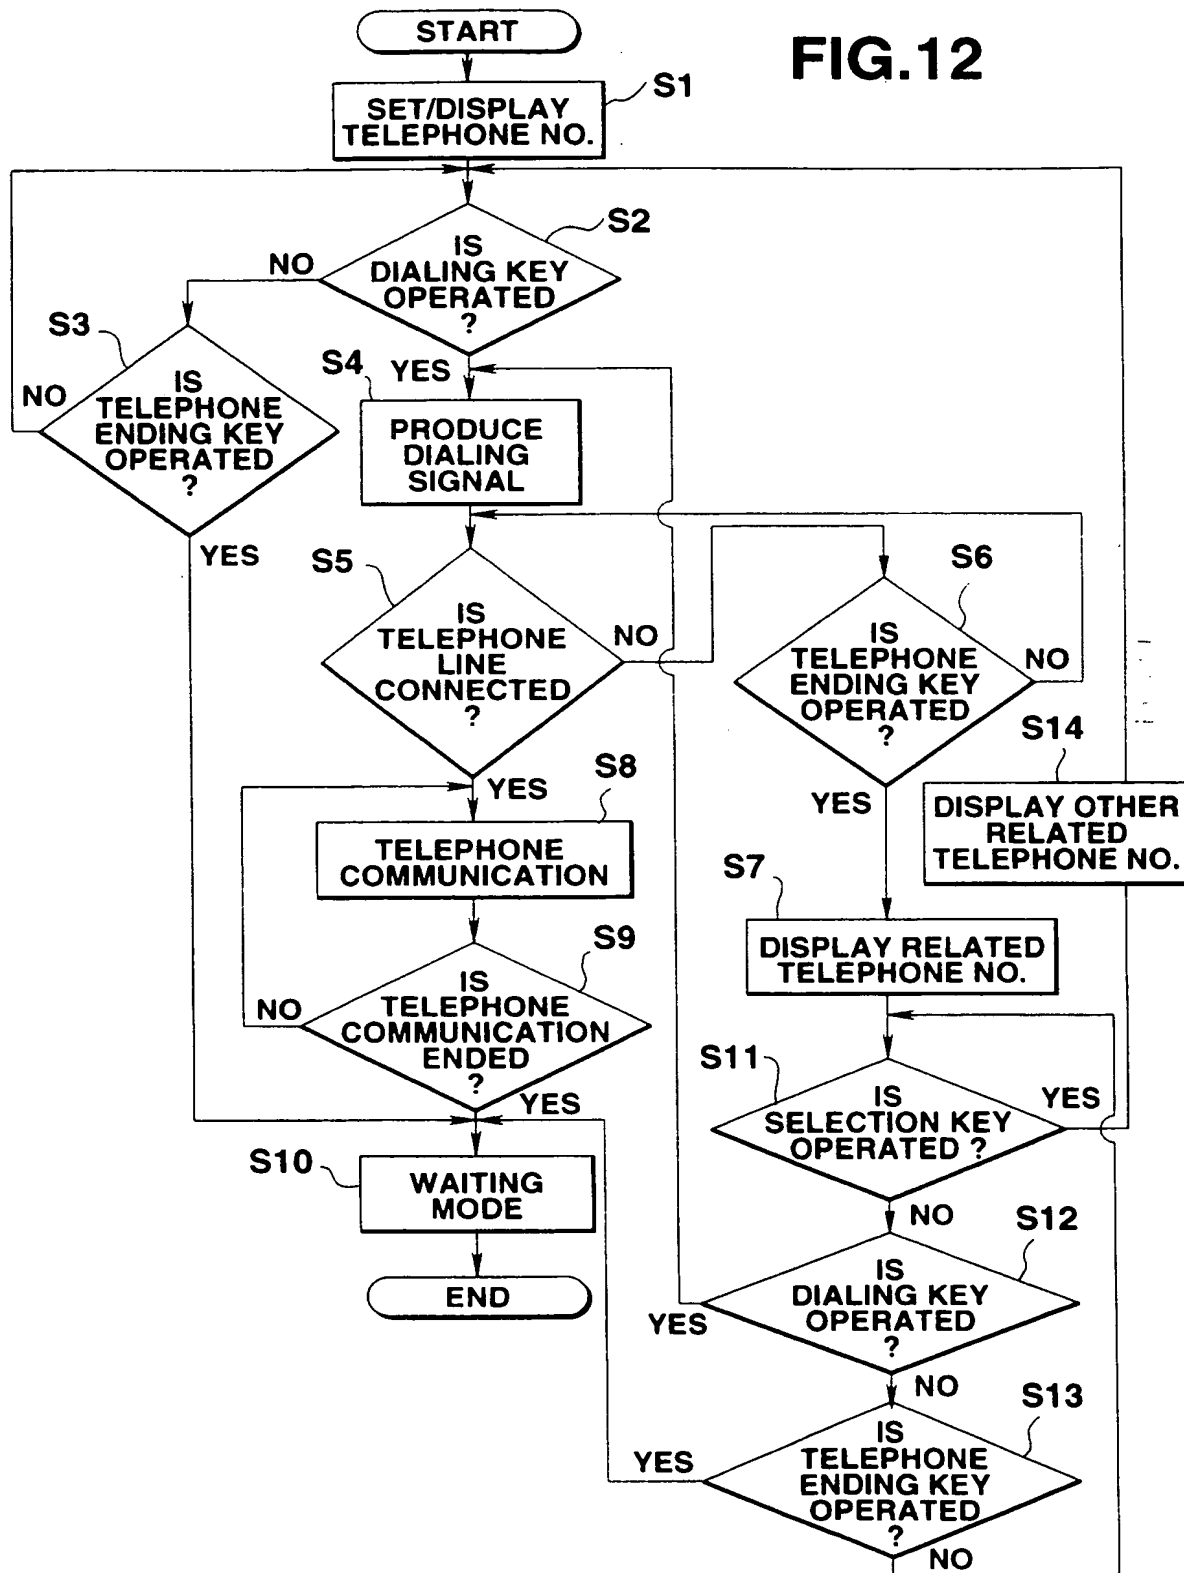 START
FIG.12
S1
SET/DISPLAY
TELEPHONE NO.
S2
IS
DIALING KEY
OPERATED
?
NO
S3
YES
S4
NO
IS
TELEPHONE
ENDING KEY
OPERATED
?
YES
PRODUCE
DIALING
SIGNAL
S5
IS
TELEPHONE
LINE
CONNECTED
?
NO
YES
S6
IS
TELEPHONE
ENDING KEY
OPERATED
?
NO
YES
S14
DISPLAY OTHER
RELATED
TELEPHONE NO.
S8
TELEPHONE
COMMUNICATION
S7
DISPLAY RELATED
TELEPHONE NO.
S9
IS
TELEPHONE
COMMUNICATION
ENDED
?
NO
YES
S11
IS
SELECTION KEY
OPERATED ?
YES
NO
S10
WAITING
MODE
END
S12
IS
DIALING KEY
OPERATED
?
YES
NO
S13
IS
TELEPHONE
ENDING KEY
OPERATED
?
YES
NO